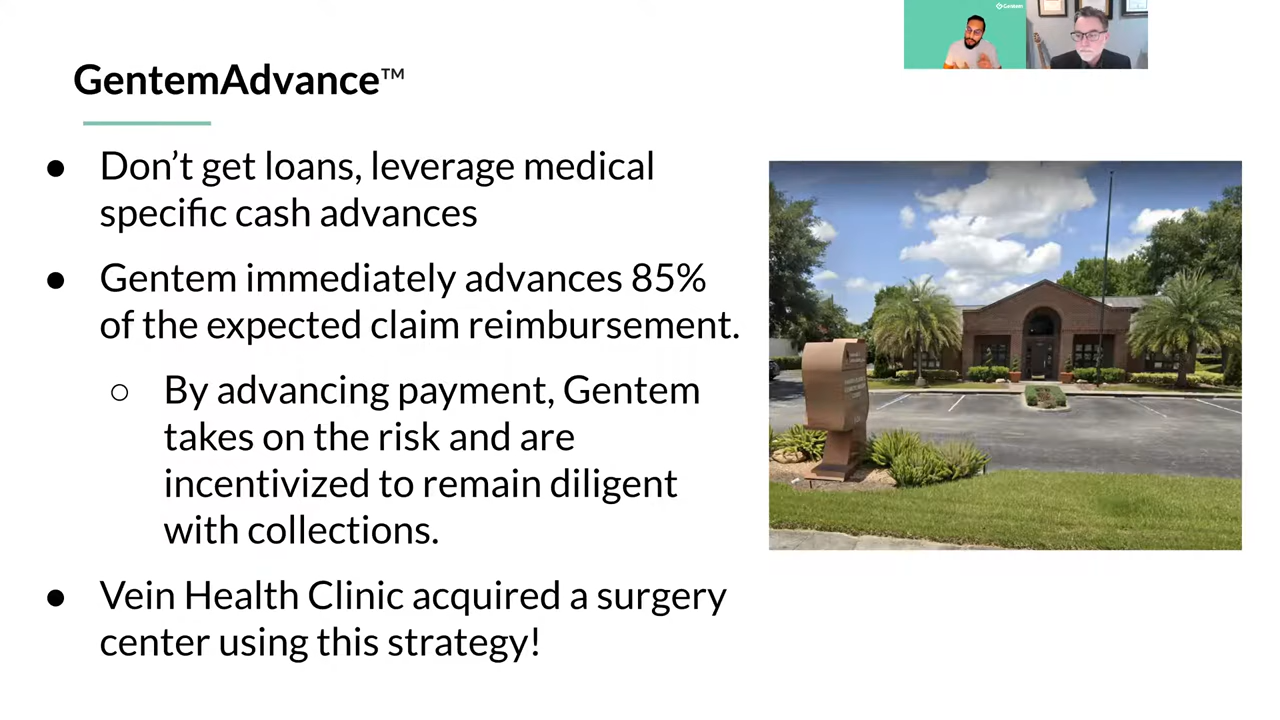 Gentem
GentemAdvance™
● Don’t get loans, leverage medical
specific cash advances
● Gentem immediately advances 85%
of the expected claim reimbursement.
○ By advancing payment, Gentem
takes on the risk and are
incentivized to remain diligent
with collections.
● Vein Health Clinic acquired a surgery
center using this strategy!